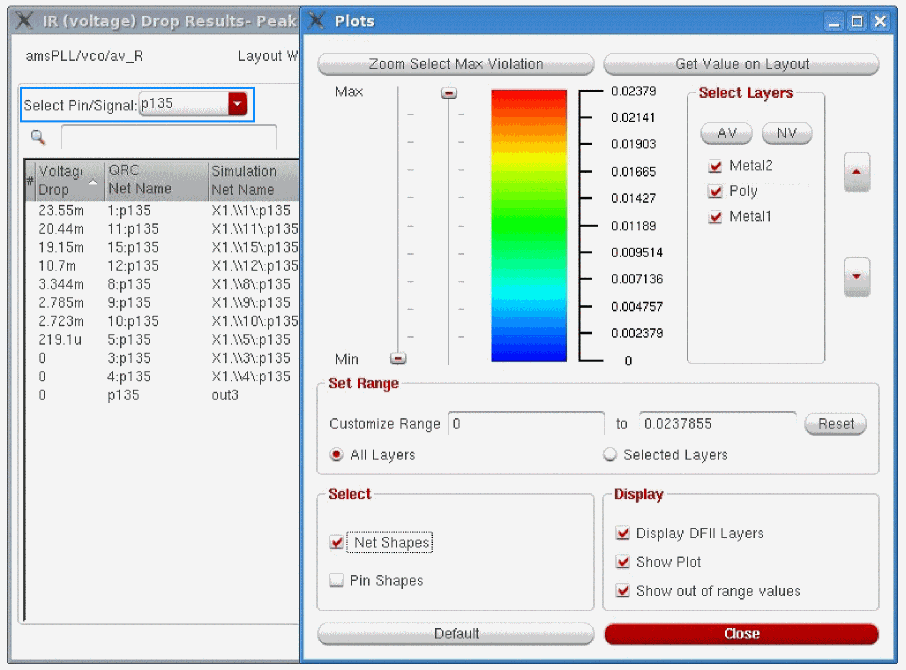 IR (voltage) Drop Results- Peak
amsPLL/vco/av_R
Layout W
Select Pin/Signal: p135
# Voltag Drop QRC Net Name Simulation Net Name
23.55m 1:p135 X1.\\1\:p135
20.44m 11:p135 X1.\\11\:p135
19.15m 15:p135 X1.\\15\:p135
10.7m 12:p135 X1.\\12\:p135
3.344m 8:p135 X1.\\8\:p135
2.785m 9:p135 X1.\\9\:p135
2.723m 10:p135 X1.\\10\:p135
219.1u 5:p135 X1.\\5\:p135
0 3:p135 X1.\\3\:p135
0 4:p135 X1.\\4\:p135
0 p135 out3
Plots
Zoom Select Max Violation
Get Value on Layout
Max
Min
0.02379
0.02141
0.01903
0.01665
0.01427
0.01189
0.009514
0.007136
0.004757
0.002379
0
Select Layers
AV NV
Metal2
Poly
Metal1
Set Range
Customize Range 0 to 0.0237855 Reset
All Layers Selected Layers
Select
Net Shapes
Pin Shapes
Display
Display DFII Layers
Show Plot
Show out of range values
Default
Close